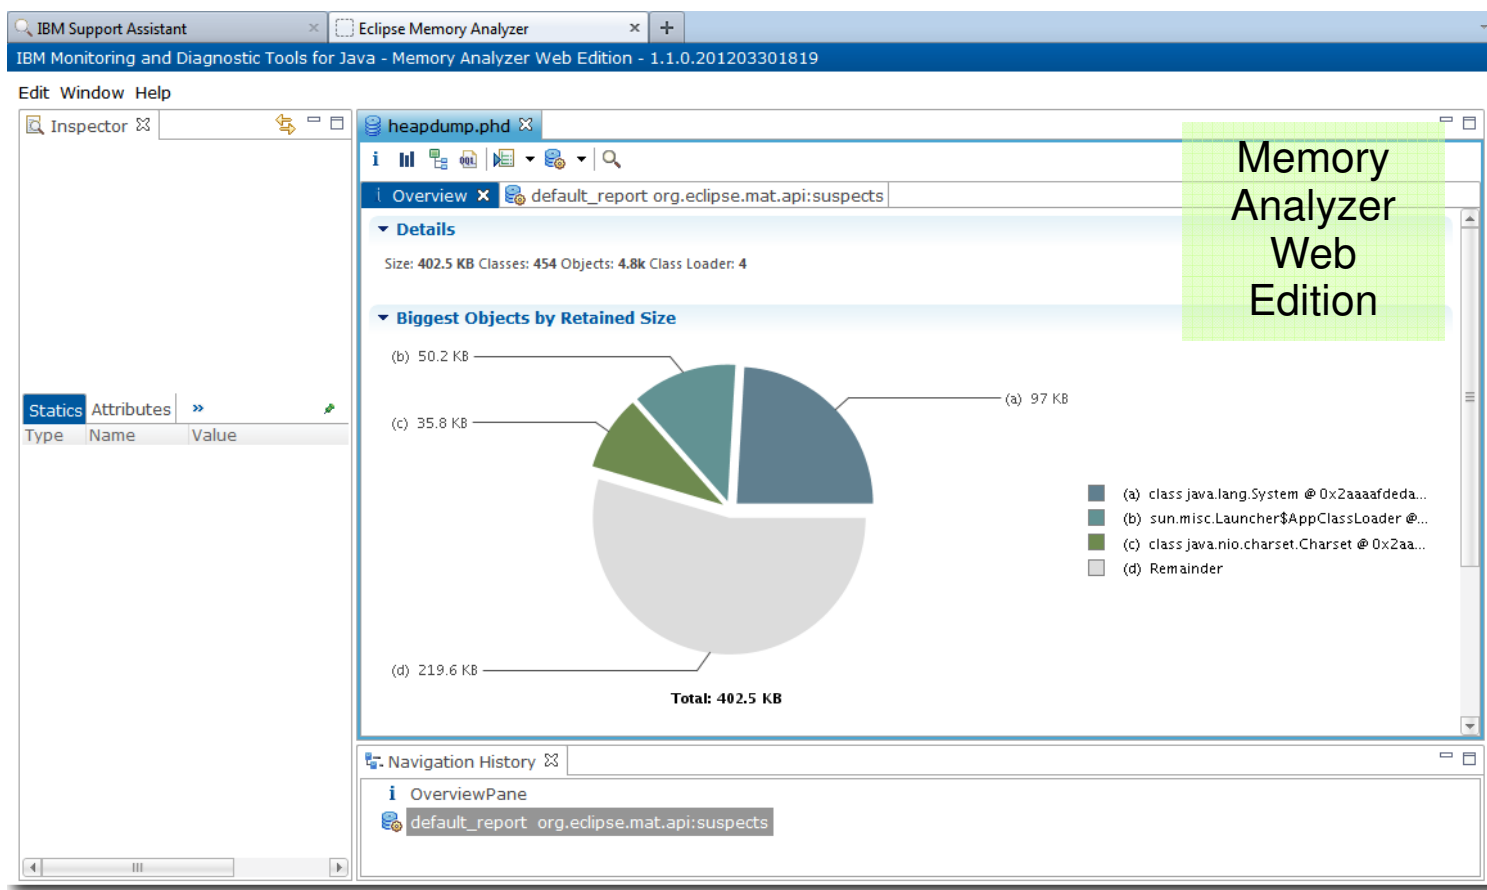 IBM Support Assistant
Eclipse Memory Analyzer
IBM Monitoring and Diagnostic Tools for Java - Memory Analyzer Web Edition - 1.1.0.201203301819
Edit Window Help
Inspector
heapdump.phd
Memory
Analyzer
Web
Edition
i
OQL
i Overview
default_report org.eclipse.mat.api:suspects
Details
Size: 402.5 KB Classes: 454 Objects: 4.8k Class Loader: 4
Biggest Objects by Retained Size
(b) 50.2 KB
(a) 97 KB
(c) 35.8 KB
(a) class java.lang.System @ 0x2aaaafdeda...
(b) sun.misc.Launcher$AppClassLoader @...
(c) class java.nio.charset.Charset @ 0x2aa...
(d) Remainder
(d) 219.6 KB
Total: 402.5 KB
Statics Attributes »
Type Name Value
Navigation History
i OverviewPane
default_report org.eclipse.mat.api:suspects